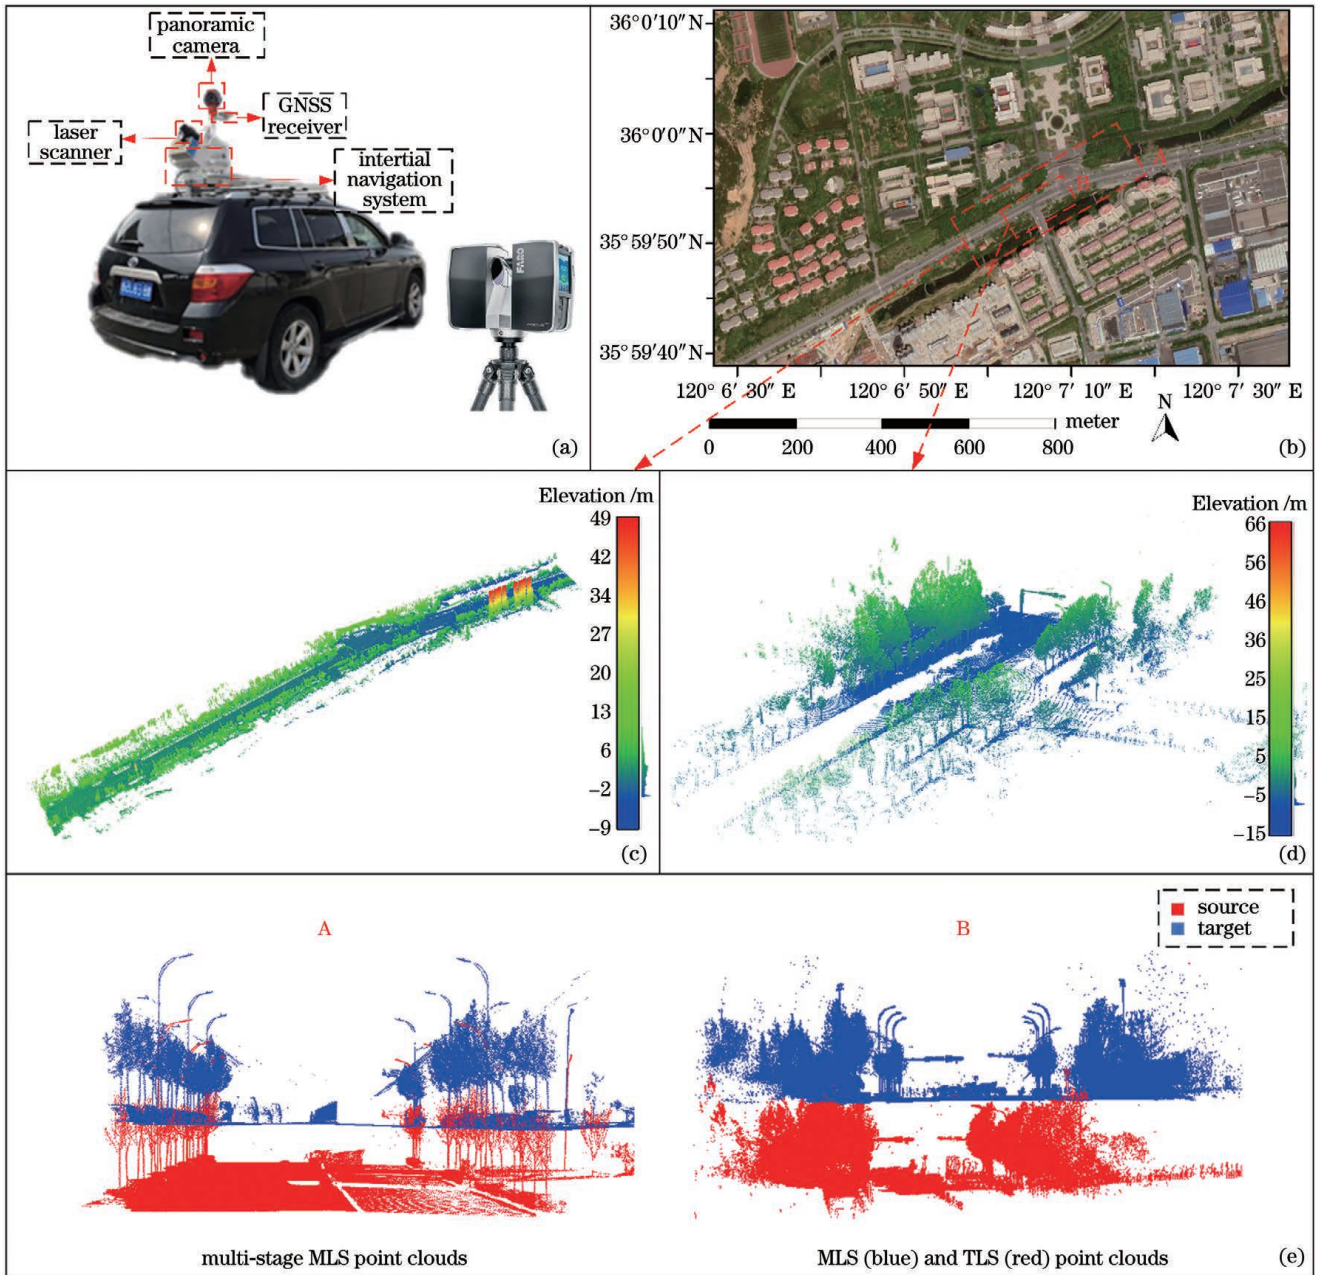 panoramic
camera
GNSS
receiver
laser
scanner
intertial
navigation
system
FARO
(a)
36°0′10″ N
36°0′0″ N
35°59′50″ N
35°59′40″ N
A
B
120° 6′ 30″ E
120° 6′ 50″ E
120° 7′ 10″ E
120° 7′ 30″ E
meter
N
0
200
400
600
800
(b)
Elevation /m
49
42
34
27
20
13
6
−2
−9
(c)
Elevation /m
66
56
46
36
25
15
5
−5
−15
(d)
source
target
A
B
multi-stage MLS point clouds
MLS (blue) and TLS (red) point clouds
(e)